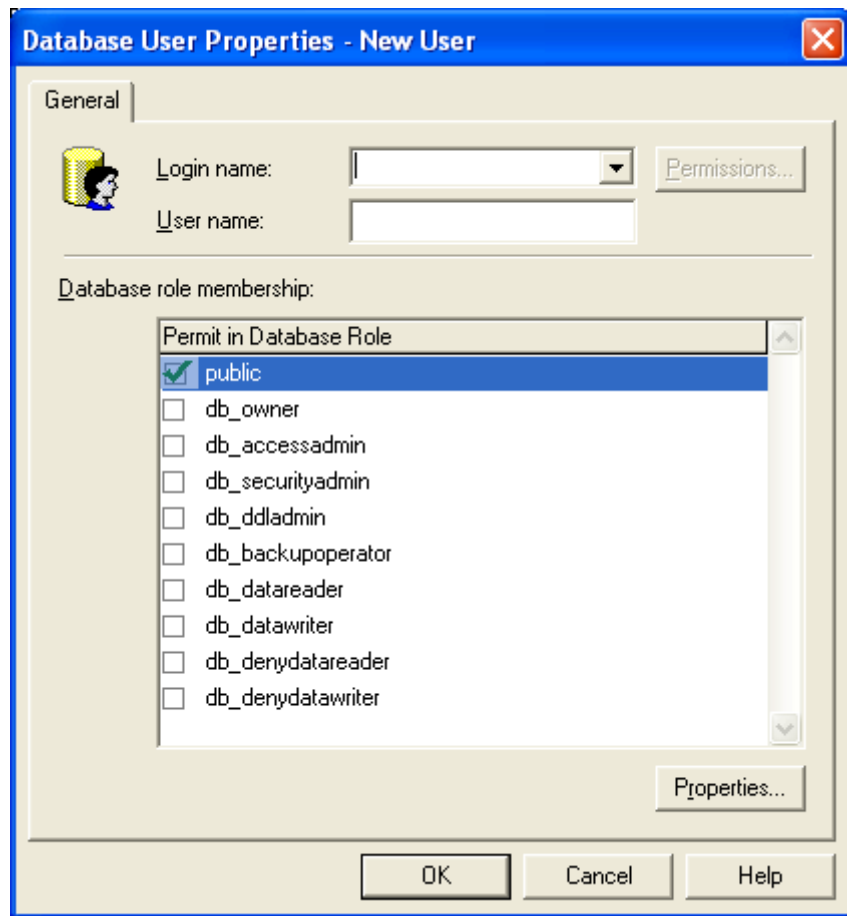 Database User Properties - New User
General
Login name:
Permissions...
User name:
Database role membership:
Permit in Database Role
public
db_owner
db_accessadmin
db_securityadmin
db_ddladmin
db_backupoperator
db_datareader
db_datawriter
db_denydatareader
db_denydatawriter
Properties...
OK Cancel Help